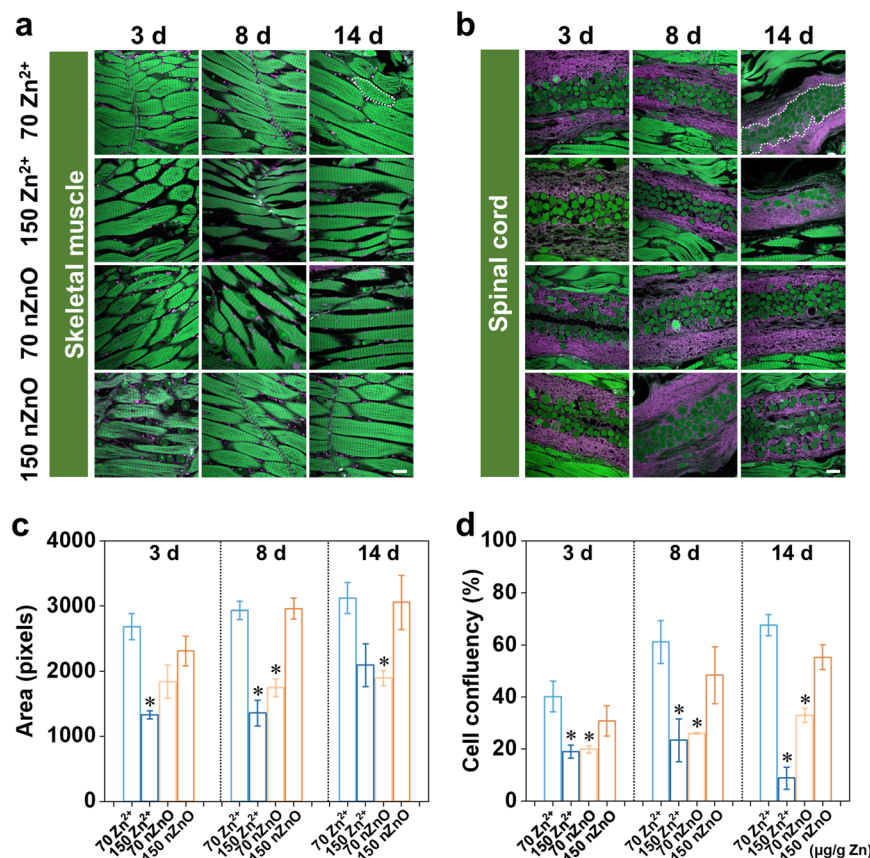 a
3 d 8 d 14 d
Skeletal muscle
70 Zn²⁺
150 Zn²⁺
70 nZnO
150 nZnO
b
3 d 8 d 14 d
Spinal cord
c
Area (pixels)
4000
3000
2000
1000
0
3 d 8 d 14 d
*
* *
*
70 Zn²⁺ 150 Zn²⁺ 70 nZnO 150 nZnO 70 Zn²⁺ 150 Zn²⁺ 70 nZnO 150 nZnO 70 Zn²⁺ 150 Zn²⁺ 70 nZnO 150 nZnO
d
Cell confluency (%)
100
80
60
40
20
0
3 d 8 d 14 d
* *
* *
* *
70 Zn²⁺ 150 Zn²⁺ 70 nZnO 150 nZnO 70 Zn²⁺ 150 Zn²⁺ 70 nZnO 150 nZnO 70 Zn²⁺ 150 Zn²⁺ 70 nZnO 150 nZnO
(µg/g Zn)